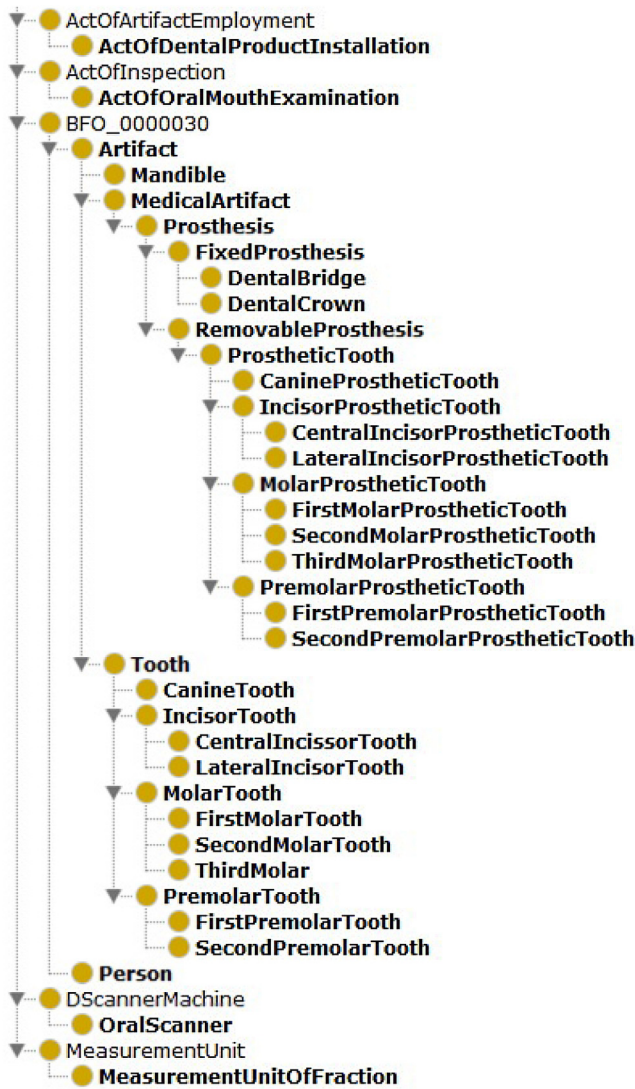 ActOfArtifactEmployment
ActOfDentalProductInstallation
ActOfInspection
ActOfOralMouthExamination
BFO_0000030
Artifact
Mandible
MedicalArtifact
Prosthesis
FixedProsthesis
DentalBridge
DentalCrown
RemovableProsthesis
ProstheticTooth
CanineProstheticTooth
IncisorProstheticTooth
CentralIncisorProstheticTooth
LateralIncisorProstheticTooth
MolarProstheticTooth
FirstMolarProstheticTooth
SecondMolarProstheticTooth
ThirdMolarProstheticTooth
PremolarProstheticTooth
FirstPremolarProstheticTooth
SecondPremolarProstheticTooth
Tooth
CanineTooth
IncisorTooth
CentralIncissorTooth
LateralIncisorTooth
MolarTooth
FirstMolarTooth
SecondMolarTooth
ThirdMolar
PremolarTooth
FirstPremolarTooth
SecondPremolarTooth
Person
DScannerMachine
OralScanner
MeasurementUnit
MeasurementUnitOfFraction